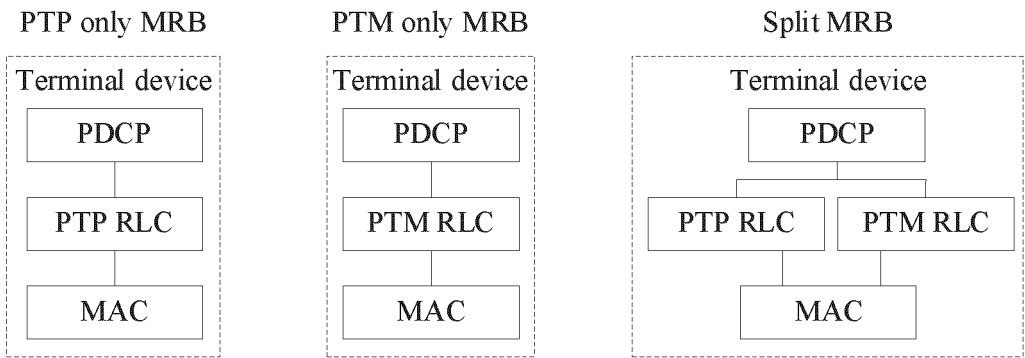 PTP only MRB
Terminal device
PDCP
PTP RLC
MAC
PTM only MRB
Terminal device
PDCP
PTM RLC
MAC
Split MRB
Terminal device
PDCP
PTP RLC
PTM RLC
MAC